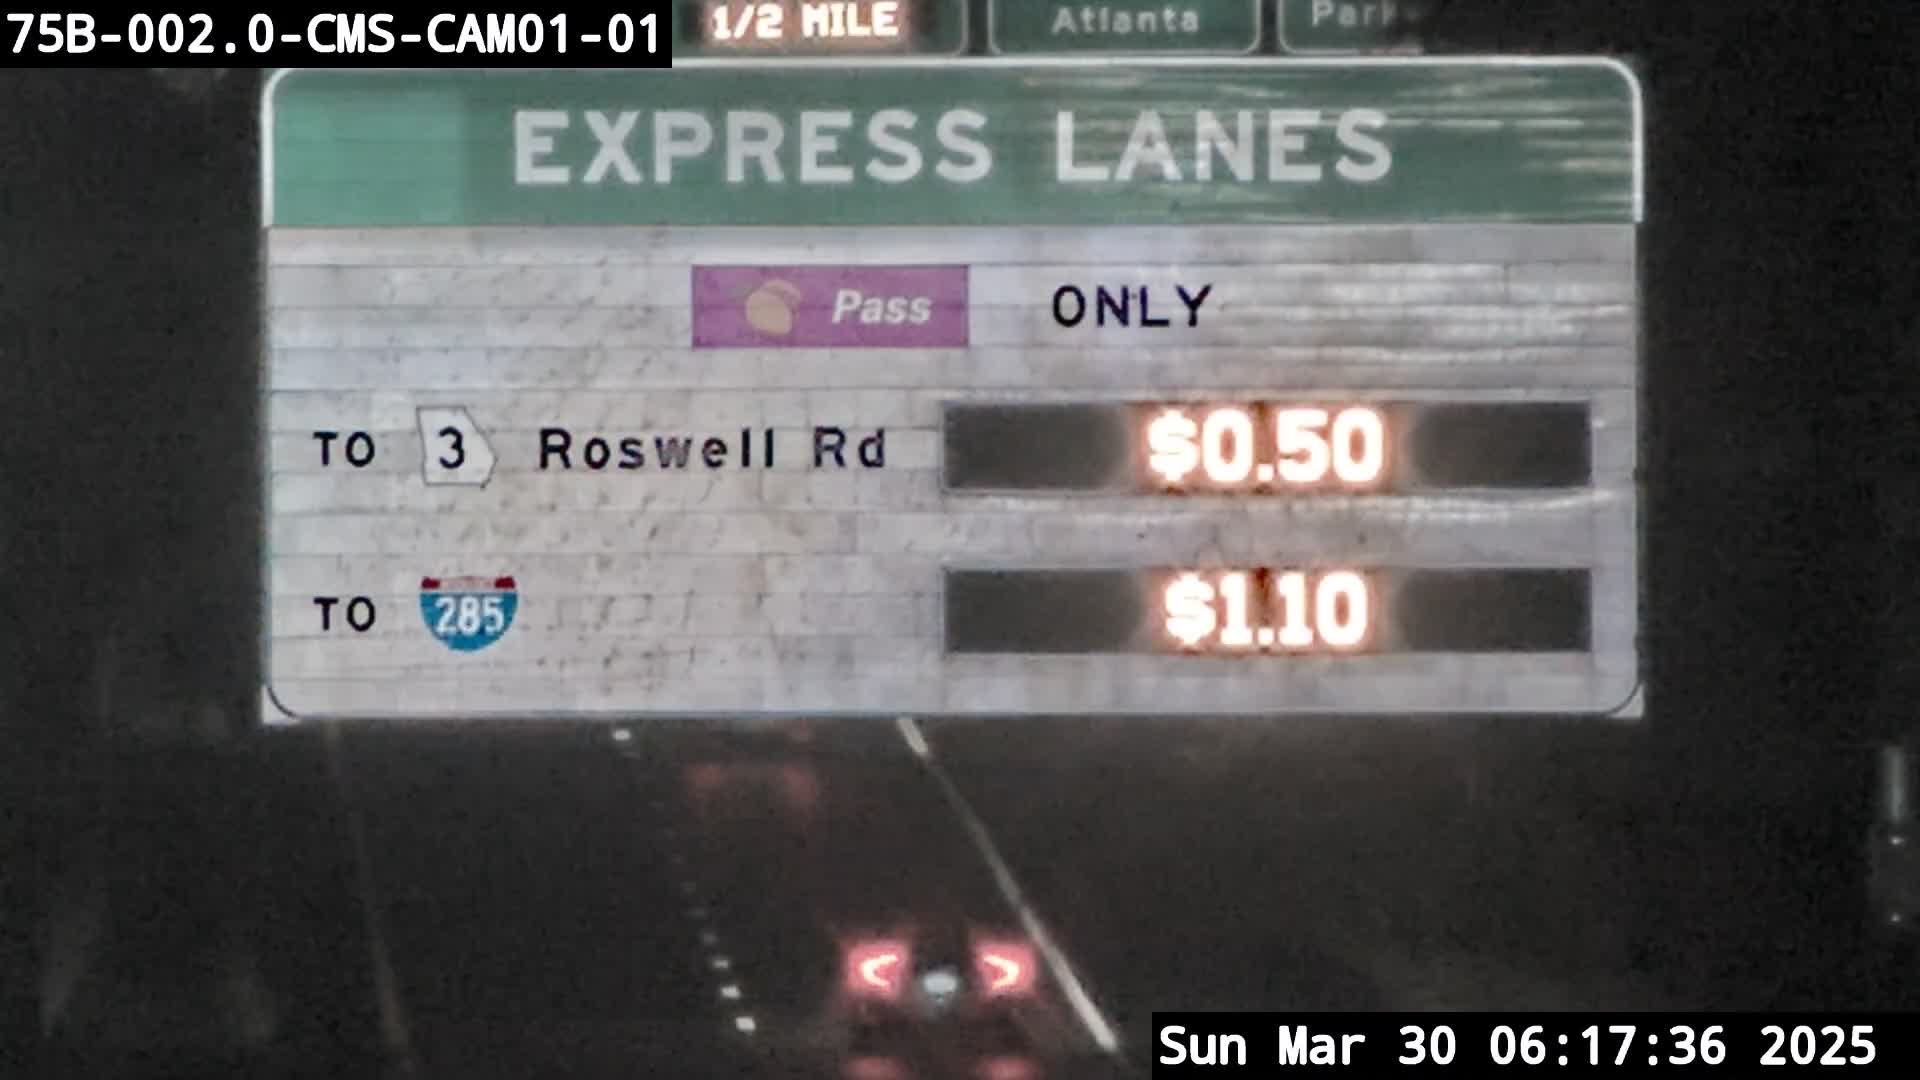 75B-002.0-CMS-CAM01-01
1/2 MILE
Atlanta
EXPRESS LANES
Pass ONLY
TO 3 Roswell Rd $0.50
TO 285 $1.10
Sun Mar 30 06:17:36 2025